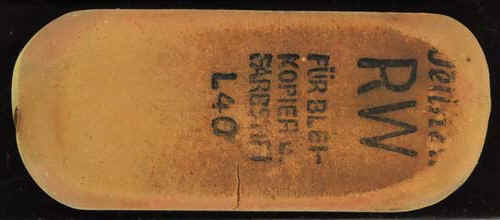 RW
FÜR BLEI-
KOPIER u.
FARBSTIFT
L40